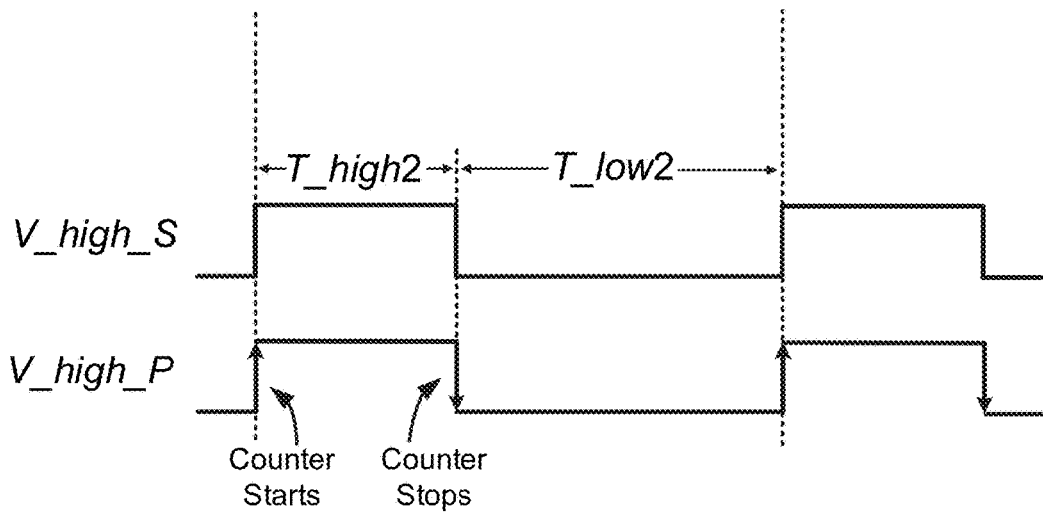 T_high2
T_low2
V_high_S
V_high_P
Counter
Starts
Counter
Stops